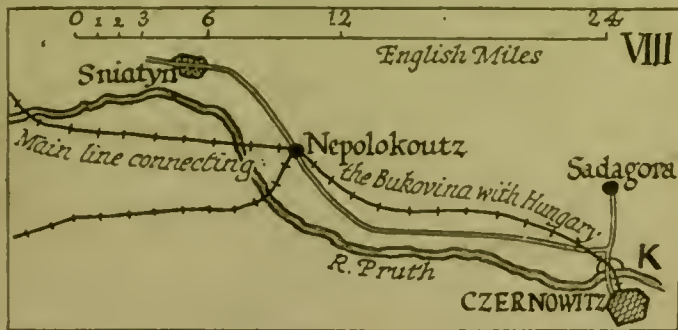 0 1 2 3 6 12 24
English Miles
VIII
Sniatyn
Nepolokoutz
Main line connecting
the Bukovina with Hungary.
Sadagora
R. Pruth
K
CZERNOWITZ